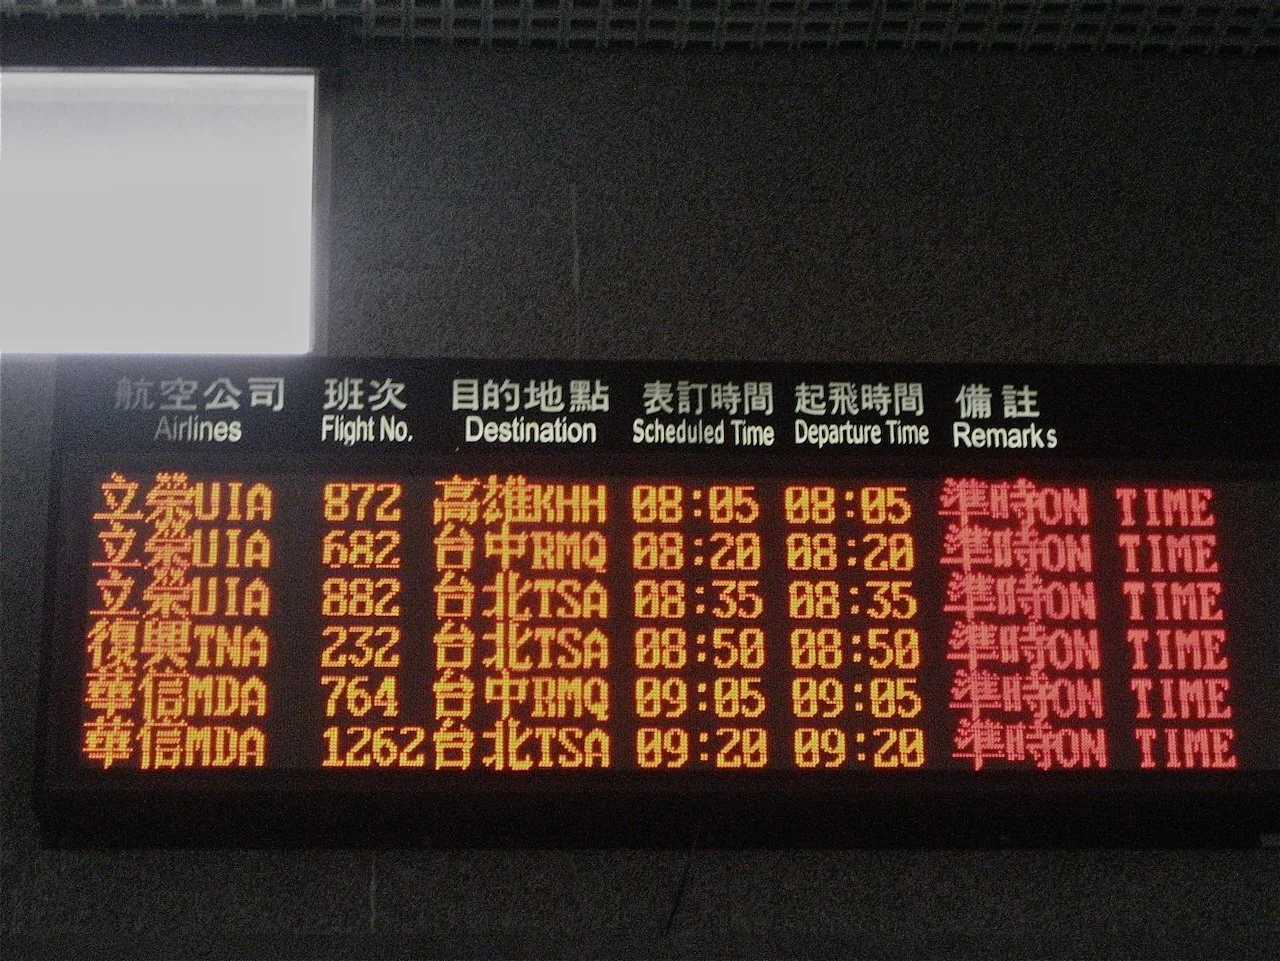 航空公司 班次 目的地點 表訂時間 起飛時間 備註
Airlines Flight No. Destination Scheduled Time Departure Time Remarks
立榮UIA 872 高雄KHH 08:05 08:05 準時ON TIME
立榮UIA 682 台中RMQ 08:20 08:20 準時ON TIME
立榮UIA 882 台北TSA 08:35 08:35 準時ON TIME
復興TNA 232 台北TSA 08:50 08:50 準時ON TIME
華信MDA 764 台中RMQ 09:05 09:05 準時ON TIME
華信MDA 1262 台北TSA 09:20 09:20 準時ON TIME